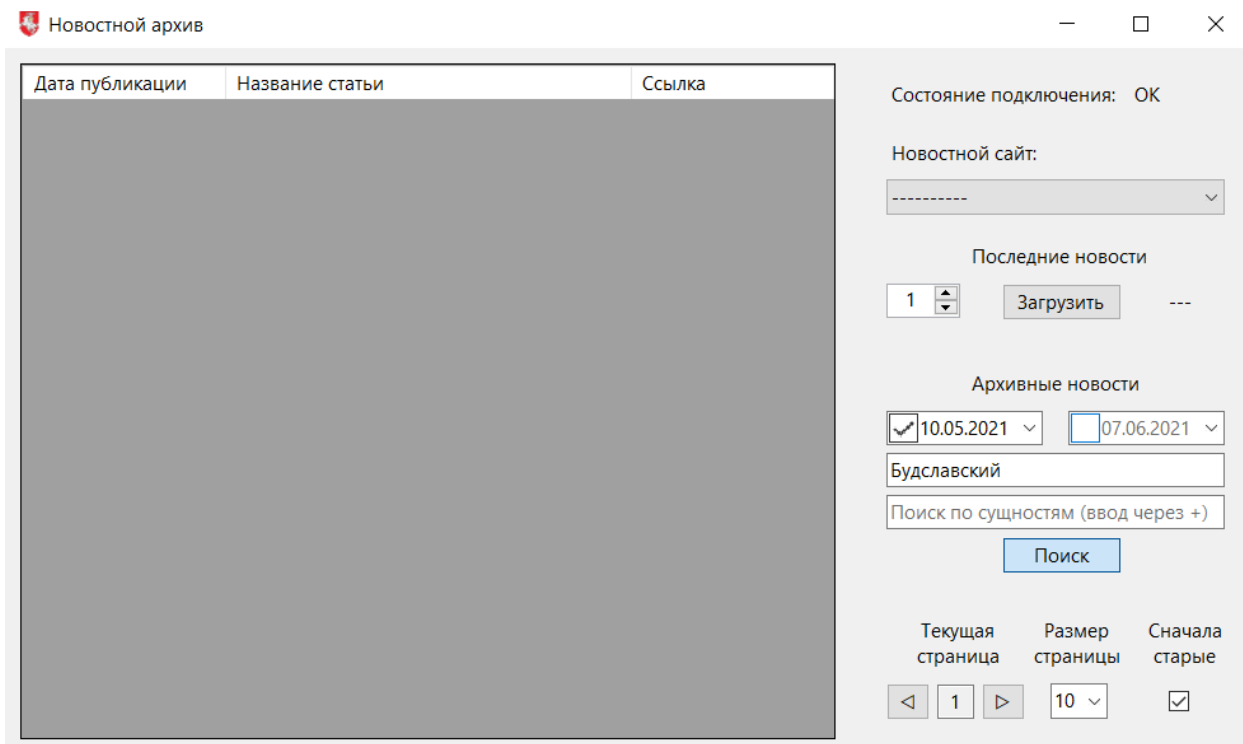 Новостной архив
Дата публикации Название статьи Ссылка
Состояние подключения: ОК
Новостной сайт:
----------
Последние новости
1 Загрузить ---
Архивные новости
10.05.2021 07.06.2021
Будславский
Поиск по сущностям (ввод через +)
Поиск
Текущая страница
Размер страницы
Сначала старые
1 10